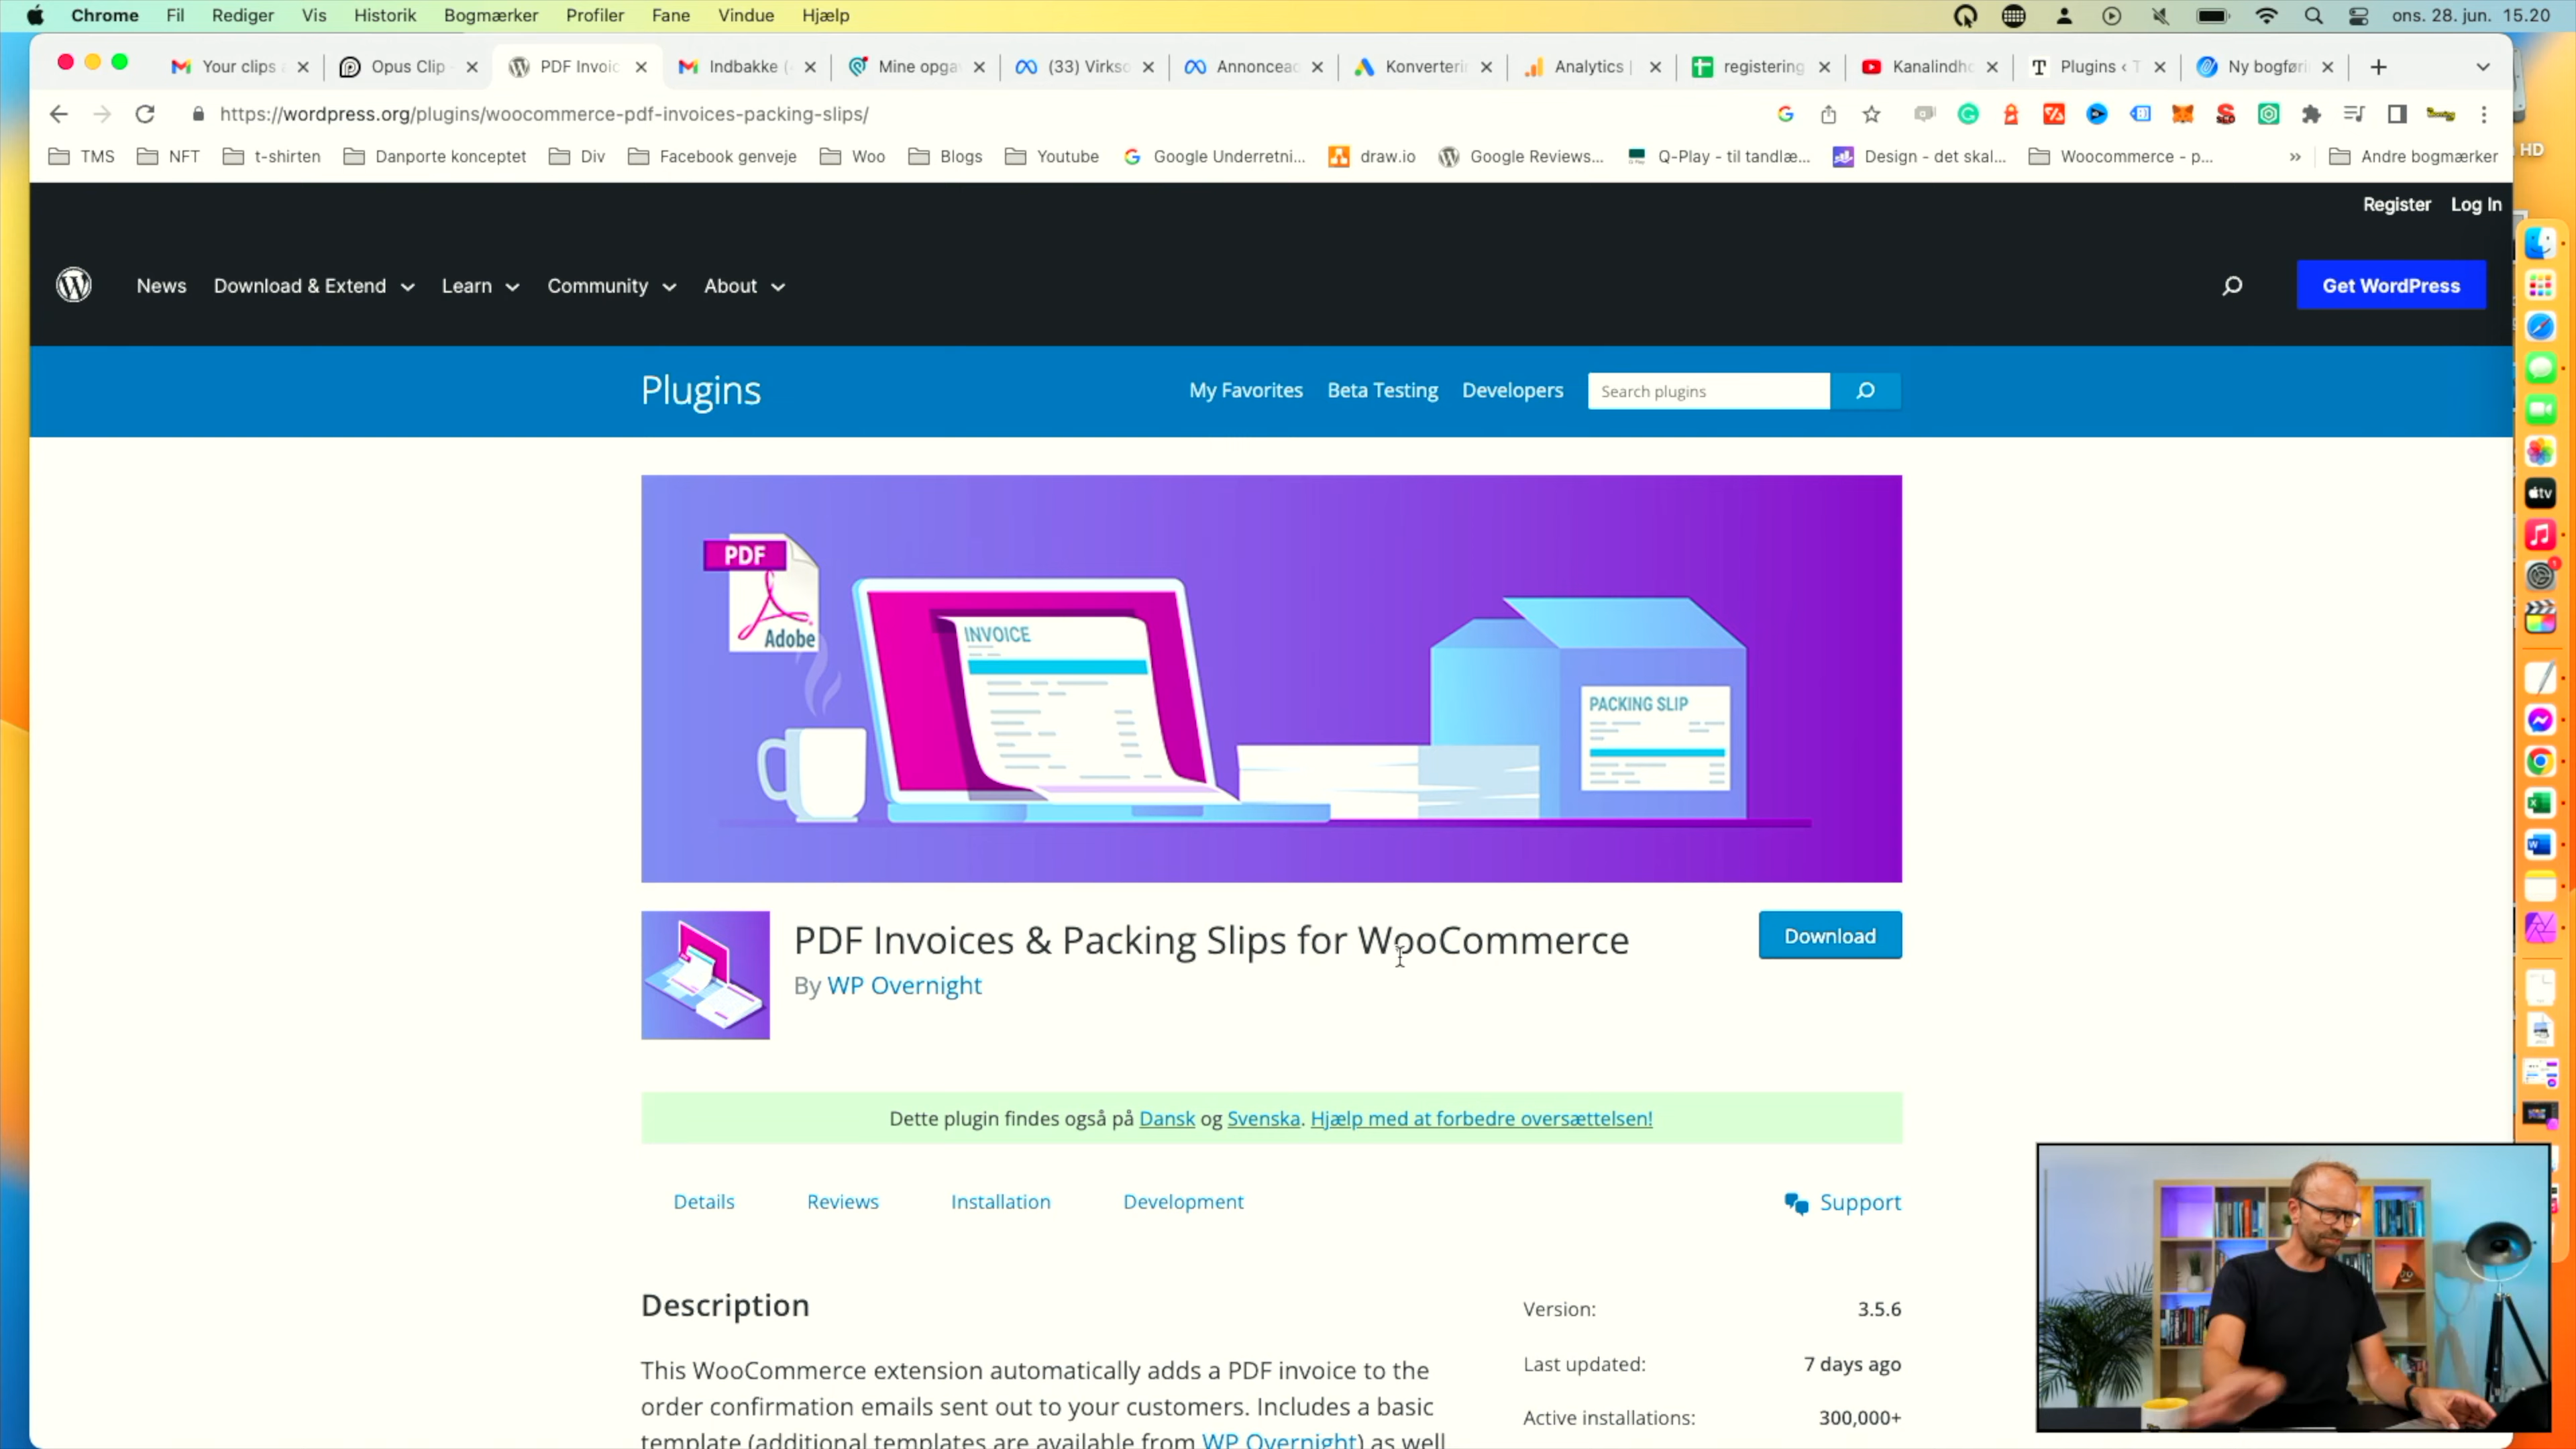 Chrome Fil Rediger Vis Historik Bogmærker Profiler Fane Vindue Hjælp ons. 28. jun. 15.20
Your clips Opus Clip PDF Invoic Indbakke ( Mine opga (33) Virkso Annoncead Konverterin Analytics | registering Kanalindho Plugins ‹ T Ny bogføri
https://wordpress.org/plugins/woocommerce-pdf-invoices-packing-slips/
TMS NFT t-shirten Danporte konceptet Div Facebook genveje Woo Blogs Youtube Google Underretni... draw.io Google Reviews... Q-Play - til tandlæ... Design - det skal... Woocommerce - p... » Andre bogmærker
HD
Register Log In
News Download & Extend Learn Community About Get WordPress
Plugins My Favorites Beta Testing Developers Search plugins
PDF
Adobe
INVOICE
PACKING SLIP
PDF Invoices & Packing Slips for WooCommerce Download
By WP Overnight
Dette plugin findes også på Dansk og Svenska. Hjælp med at forbedre oversættelsen!
Details Reviews Installation Development Support
Description
Version: 3.5.6
This WooCommerce extension automatically adds a PDF invoice to the
Last updated: 7 days ago
order confirmation emails sent out to your customers. Includes a basic
Active installations: 300,000+
template (additional templates are available from WP Overnight) as well